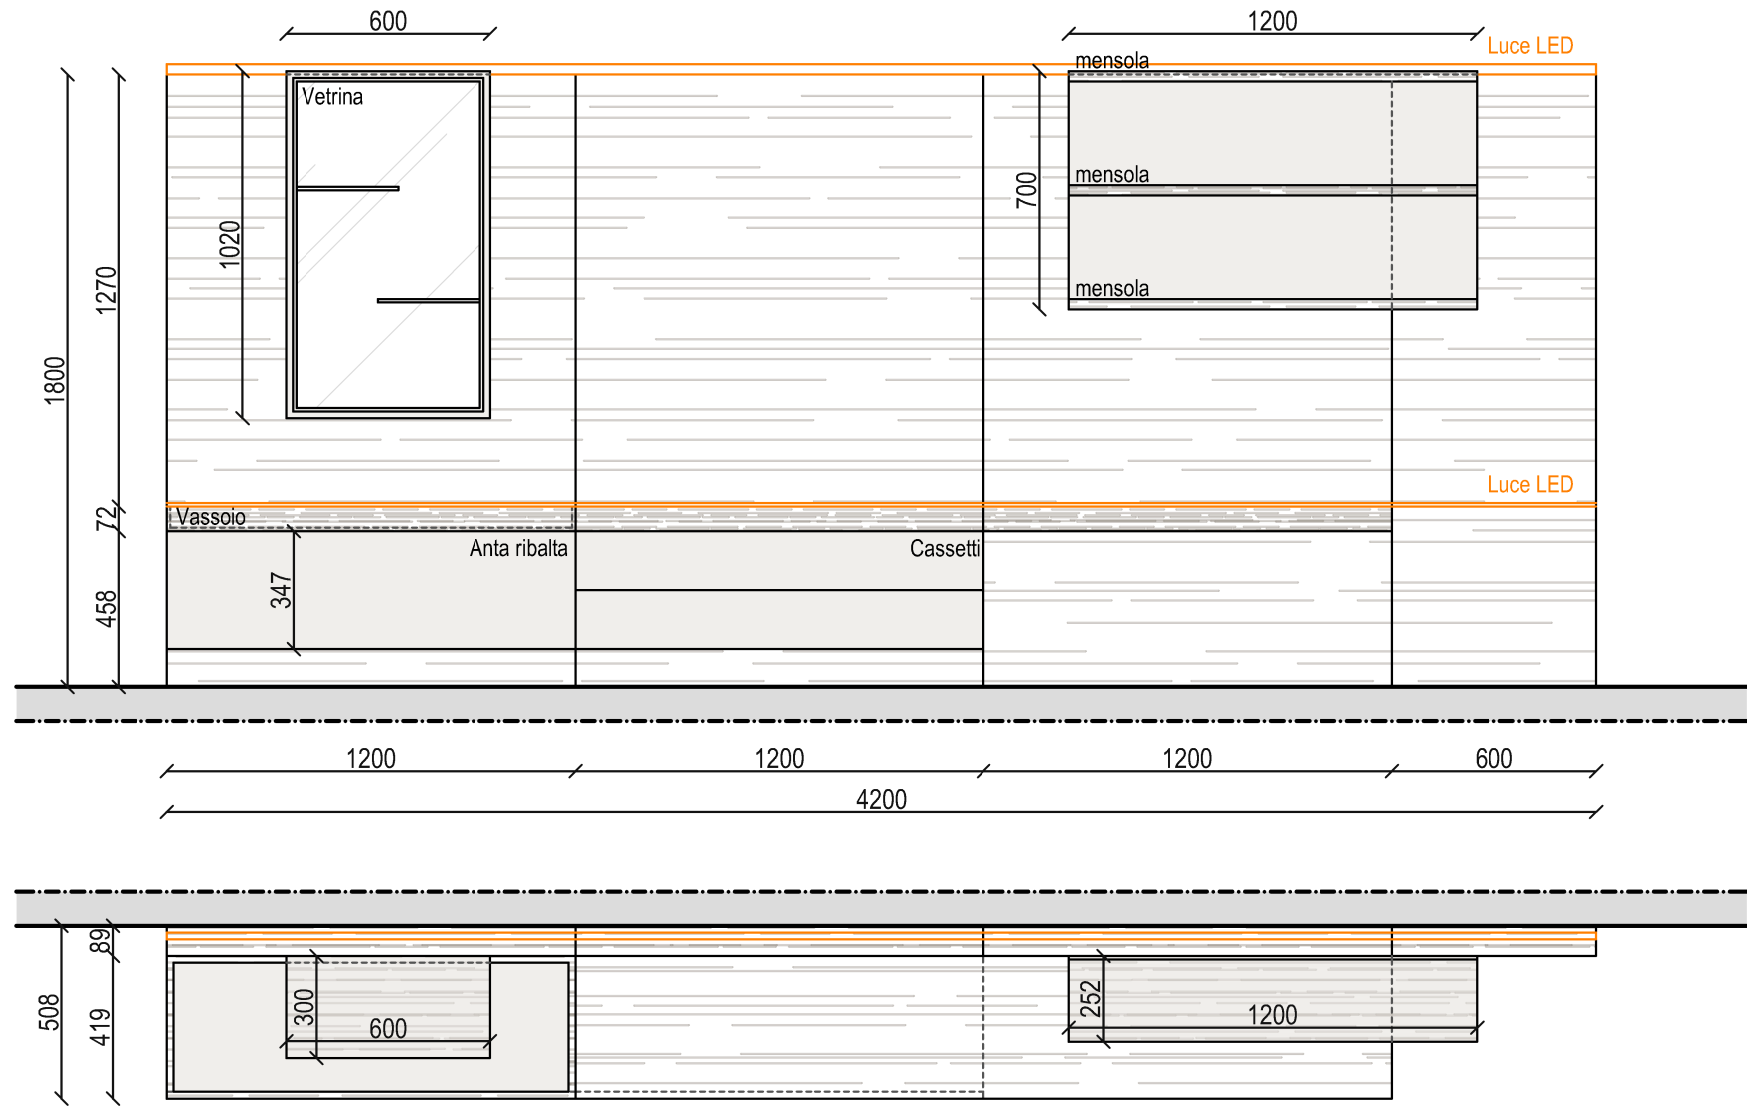 600
1200
Luce LED
mensola
Vetrina
mensola
700
1020
1270
mensola
1800
Luce LED
72
Vassoio
Anta ribalta
Cassetti
347
458
1200
1200
1200
600
4200
89
508
419
300
600
252
1200